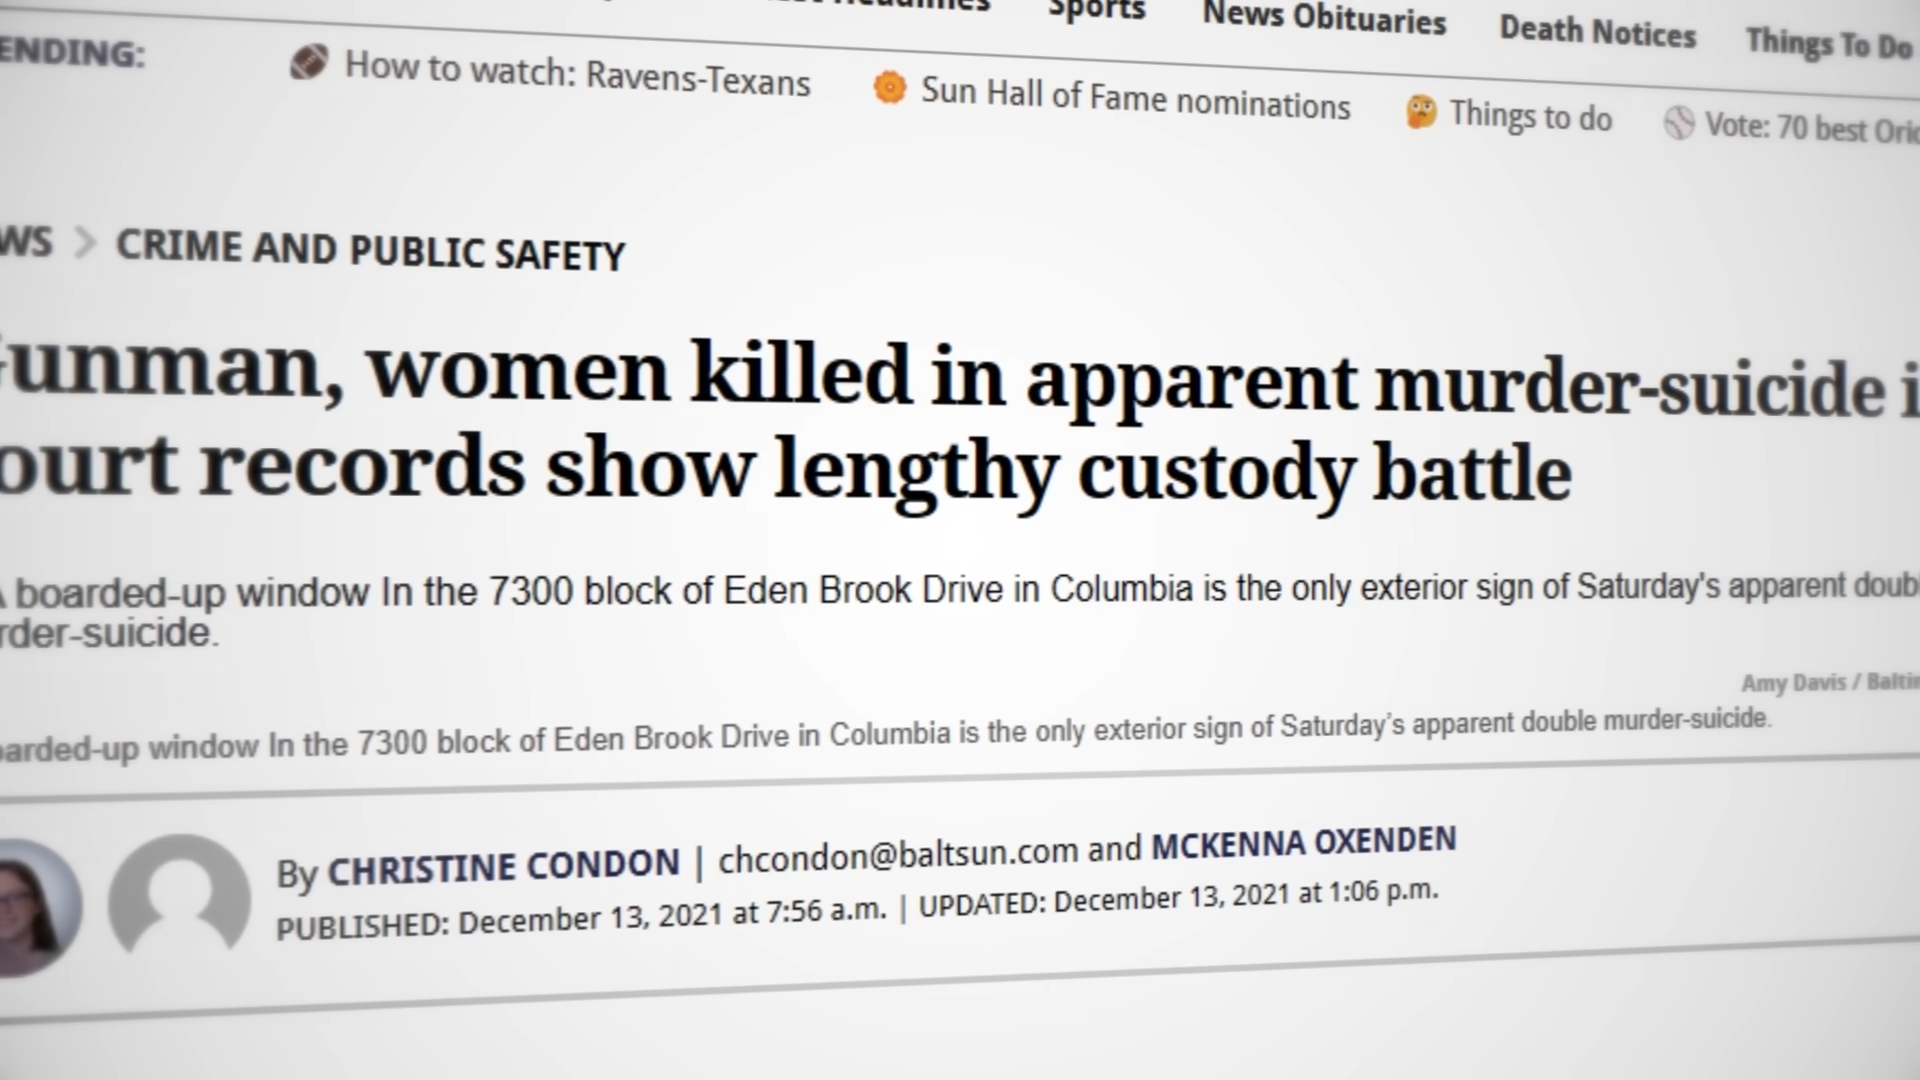 Sports News Obituaries Death Notices Things To Do
ENDING: How to watch: Ravens-Texans Sun Hall of Fame nominations Things to do Vote: 70 best
WS > CRIME AND PUBLIC SAFETY
unman, women killed in apparent murder-suicide i
ourt records show lengthy custody battle
A boarded-up window In the 7300 block of Eden Brook Drive in Columbia is the only exterior sign of Saturday's apparent doub
rder-suicide.
Amy Davis / Balti
arded-up window In the 7300 block of Eden Brook Drive in Columbia is the only exterior sign of Saturday's apparent double murder-suicide.
By CHRISTINE CONDON | chcondon@baltsun.com and MCKENNA OXENDEN
PUBLISHED: December 13, 2021 at 7:56 a.m. | UPDATED: December 13, 2021 at 1:06 p.m.